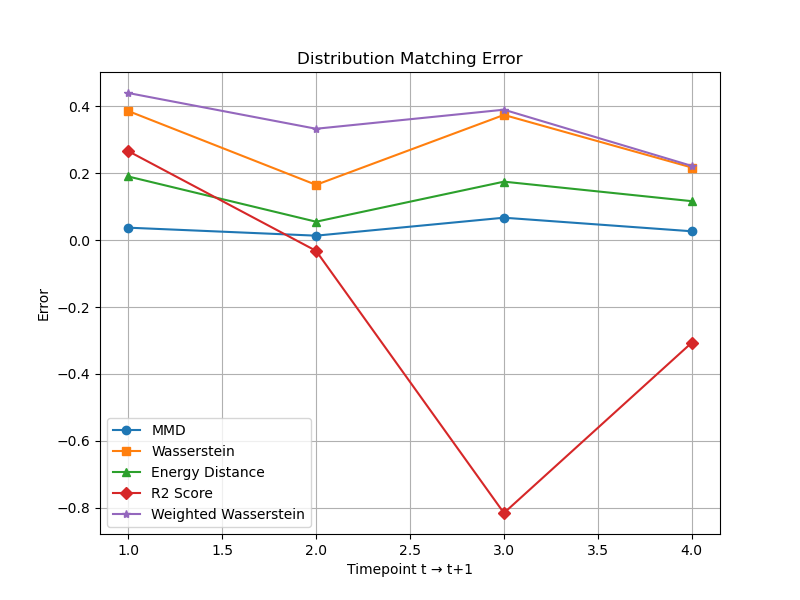 Distribution Matching Error
Error
0.4
0.2
0.0
−0.2
−0.4
−0.6
−0.8
MMD
Wasserstein
Energy Distance
R2 Score
Weighted Wasserstein
1.0 1.5 2.0 2.5 3.0 3.5 4.0
Timepoint t → t+1